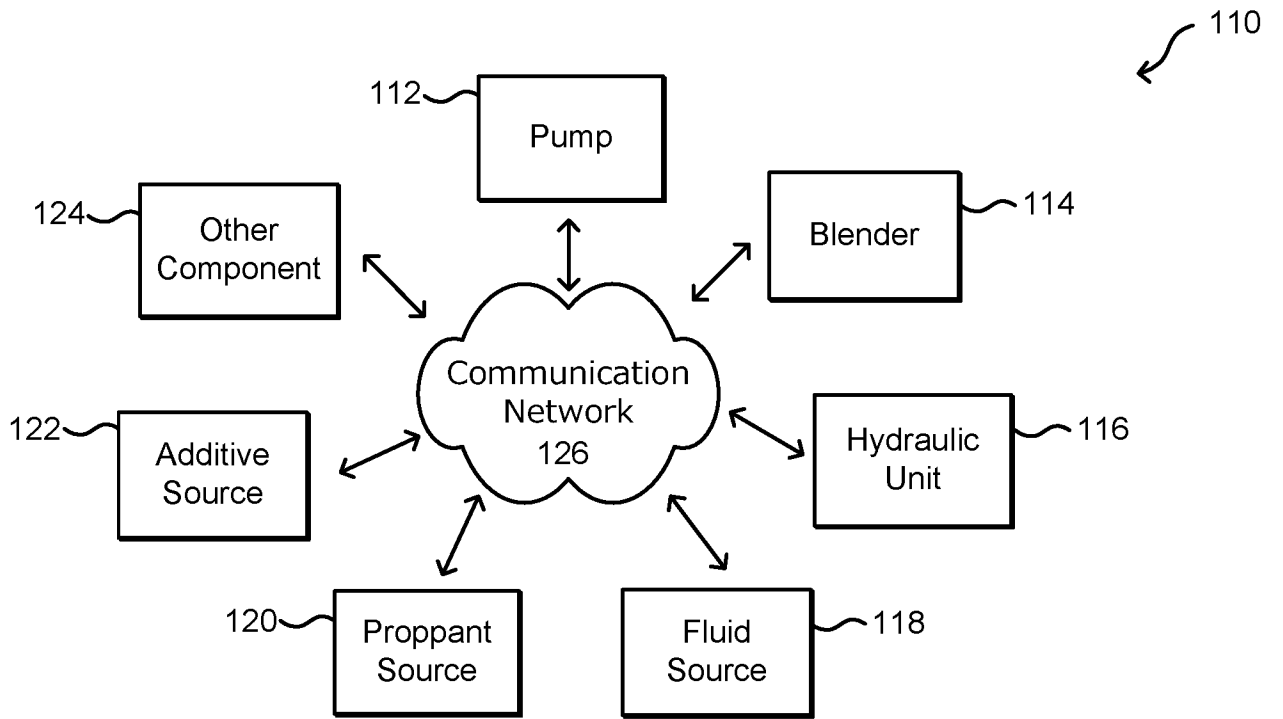 110
112
Pump
124
Other
Component
Blender
114
Communication
Network
126
122
Additive
Source
Hydraulic
Unit
116
120
Proppant
Source
Fluid
Source
118